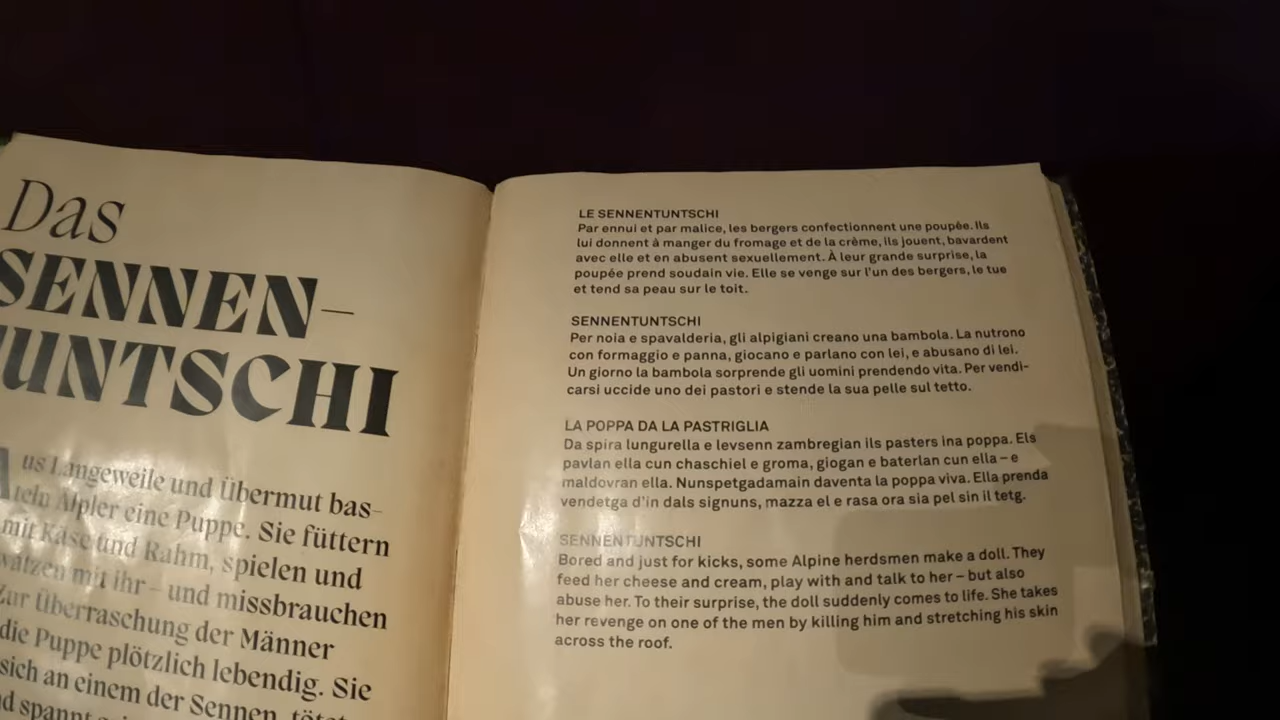 Das
SENNEN-
UNTSCHI
us Langeweile und Übermut bas-
teln Älpler eine Puppe. Sie füttern
mit Käse und Rahm, spielen und
mit ihr – und missbrauchen
Zur Überraschung der Männer
die Puppe plötzlich lebendig. Sie
sich an einem der Sennen, tötet
spannt
LE SENNENTUNTSCHI
Par ennui et par malice, les bergers confectionnent une poupée. Ils
lui donnent à manger du fromage et de la crème, ils jouent, bavardent
avec elle et en abusent sexuellement. À leur grande surprise, la
poupée prend soudain vie. Elle se venge sur l'un des bergers, le tue
et tend sa peau sur le toit.
SENNENTUNTSCHI
Per noia e spavalderia, gli alpigiani creano una bambola. La nutrono
con formaggio e panna, giocano e parlano con lei, e abusano di lei.
Un giorno la bambola sorprende gli uomini prendendo vita. Per vendi-
carsi uccide uno dei pastori e stende la sua pelle sul tetto.
LA POPPA DA LA PASTRIGLIA
Da spira lungurella e levsenn zambregian ils pasters ina poppa. Els
pavlan ella cun chaschiel e groma, giogan e baterlan cun ella – e
maldovran ella. Nunspetgadamain daventa la poppa viva. Ella prenda
vendetga d'in dals signuns, mazza el e rasa ora sia pel sin il tetg.
SENNENTUNTSCHI
Bored and just for kicks, some Alpine herdsmen make a doll. They
feed her cheese and cream, play with and talk to her – but also
abuse her. To their surprise, the doll suddenly comes to life. She takes
her revenge on one of the men by killing him and stretching his skin
across the roof.